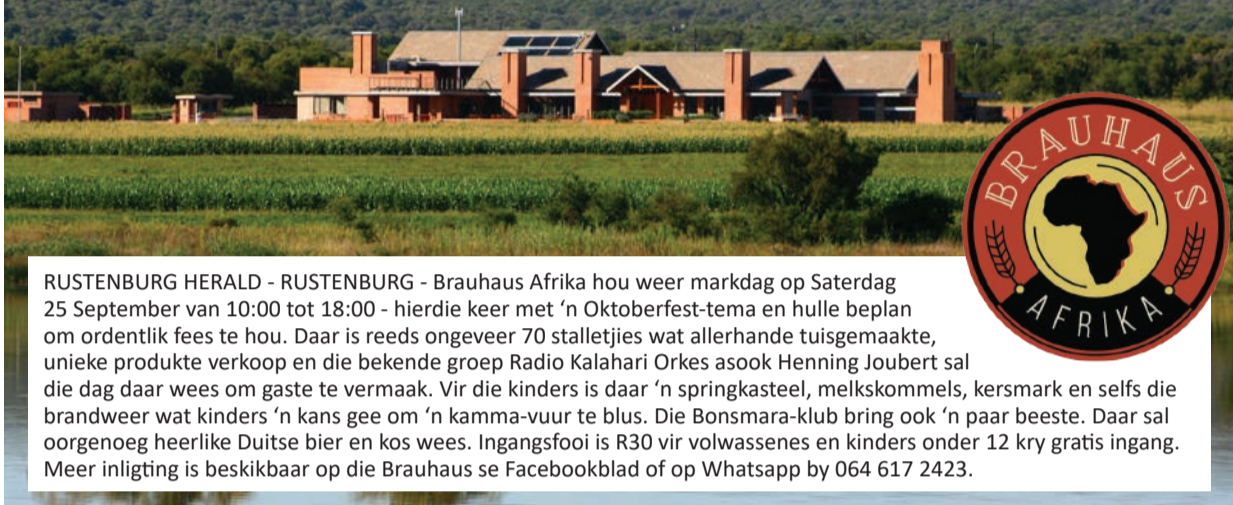 BRAUHAUS
AFRIKA
RUSTENBURG HERALD - RUSTENBURG - Brauhaus Afrika hou weer markdag op Saterdag
25 September van 10:00 tot 18:00 - hierdie keer met ‘n Oktoberfest-tema en hulle beplan
om ordentlik fees te hou. Daar is reeds ongeveer 70 stalletjies wat allerhande tuisgemaakte,
unieke produkte verkoop en die bekende groep Radio Kalahari Orkes asook Henning Joubert sal
die dag daar wees om gaste te vermaak. Vir die kinders is daar ‘n springkasteel, melkskommels, kersmark en selfs die
brandweer wat kinders ‘n kans gee om ‘n kamma-vuur te blus. Die Bonsmara-klub bring ook ‘n paar beeste. Daar sal
oorgenoeg heerlike Duitse bier en kos wees. Ingangsfooi is R30 vir volwassenes en kinders onder 12 kry gratis ingang.
Meer inligting is beskikbaar op die Brauhaus se Facebookblad of op Whatsapp by 064 617 2423.